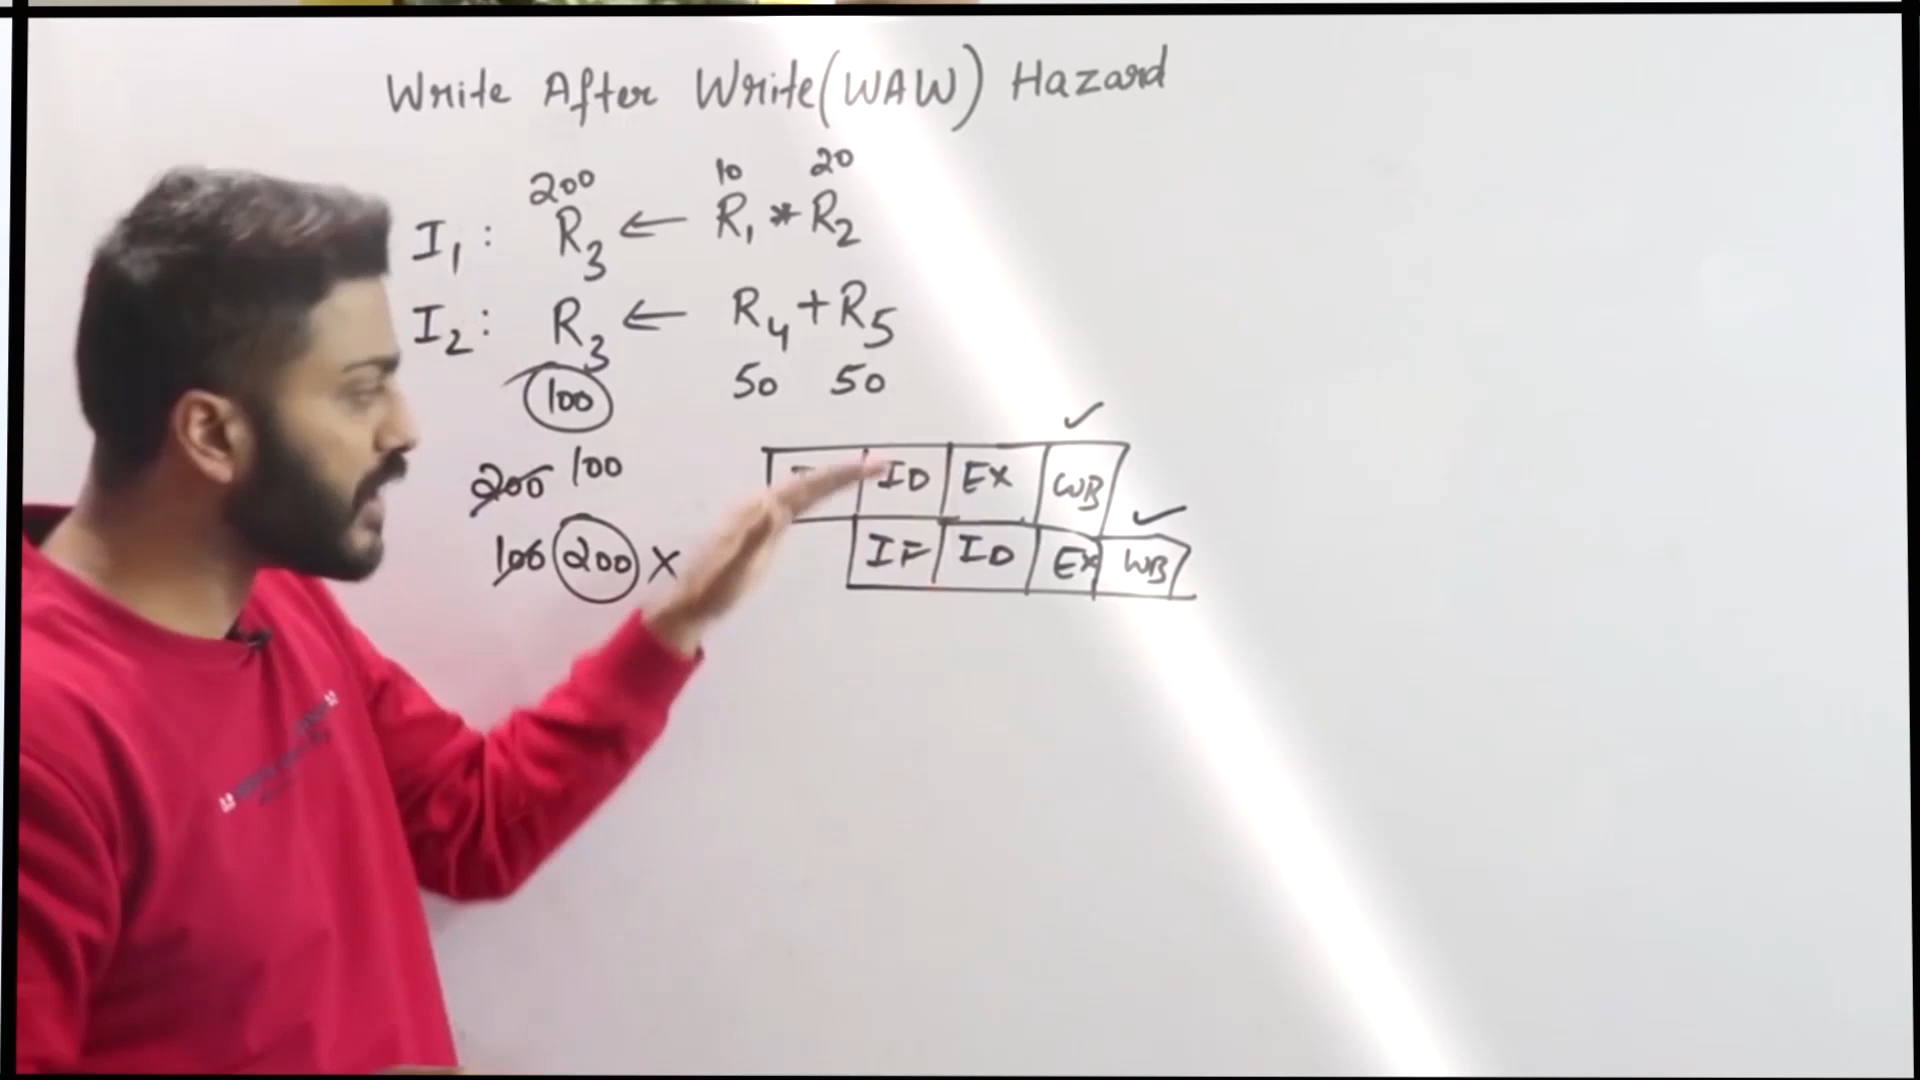 Write After Write (WAW) Hazard
200 10 20
I1 : R3 ← R1 * R2
I2 : R3 ← R4 + R5
100 50 50
200 100
100 200 X
ID EX WB
IF ID EX WB